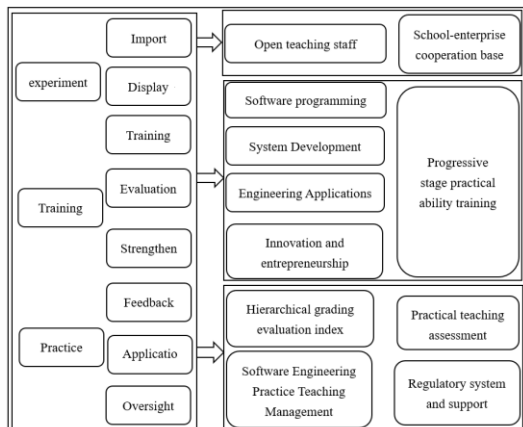 experiment
Training
Practice
Import
Display
Training
Evaluation
Strengthen
Feedback
Applicatio
Oversight
Open teaching staff
School-enterprise
cooperation base
Software programming
System Development
Engineering Applications
Innovation and
entrepreneurship
Progressive
stage practical
ability training
Hierarchical grading
evaluation index
Practical teaching
assessment
Software Engineering
Practice Teaching
Management
Regulatory system
and support